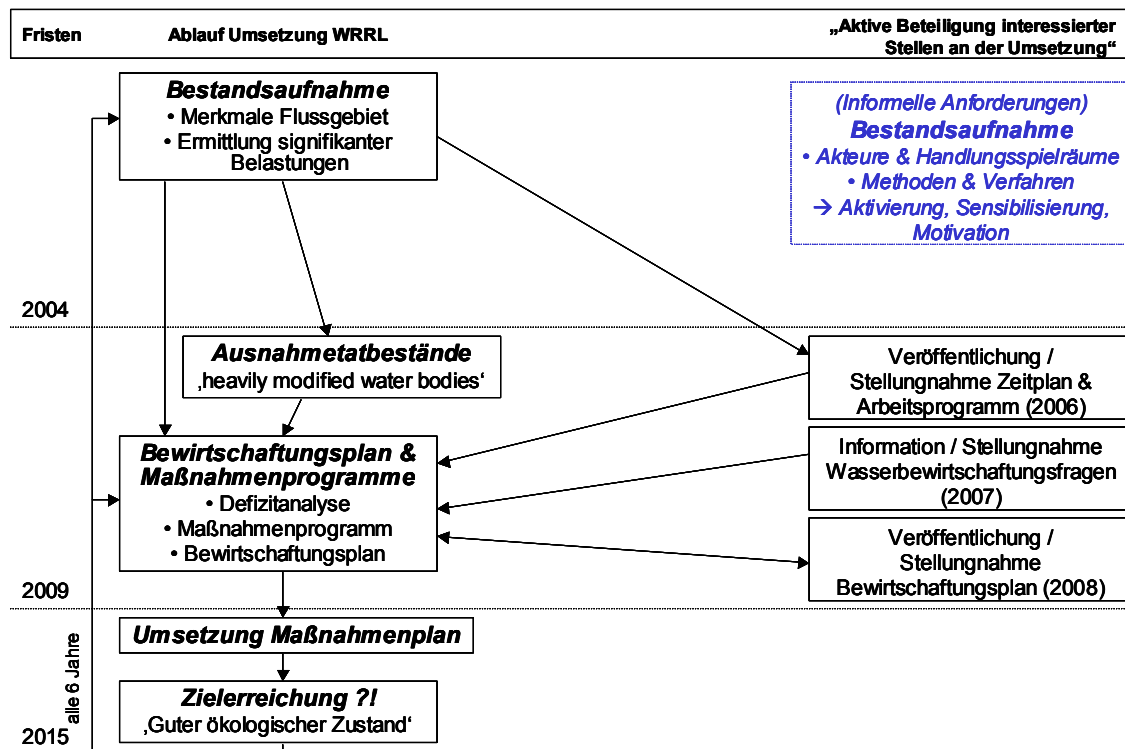 Fristen
Ablauf Umsetzung WRRL
„Aktive Beteiligung interessierter
Stellen an der Umsetzung“
Bestandsaufnahme
• Merkmale Flussgebiet
• Ermittlung signifikanter
Belastungen
(Informelle Anforderungen)
Bestandsaufnahme
• Akteure & Handlungsspielräume
• Methoden & Verfahren
→ Aktivierung, Sensibilisierung,
Motivation
2004
Ausnahmetatbestände
‚heavily modified water bodies‘
Veröffentlichung /
Stellungnahme Zeitplan &
Arbeitsprogramm (2006)
Bewirtschaftungsplan &
Maßnahmenprogramme
• Defizitanalyse
• Maßnahmenprogramm
• Bewirtschaftungsplan
Information / Stellungnahme
Wasserbewirtschaftungsfragen
(2007)
Veröffentlichung /
Stellungnahme
Bewirtschaftungsplan (2008)
2009
Umsetzung Maßnahmenplan
alle 6 Jahre
Zielerreichung ?!
‚Guter ökologischer Zustand‘
2015